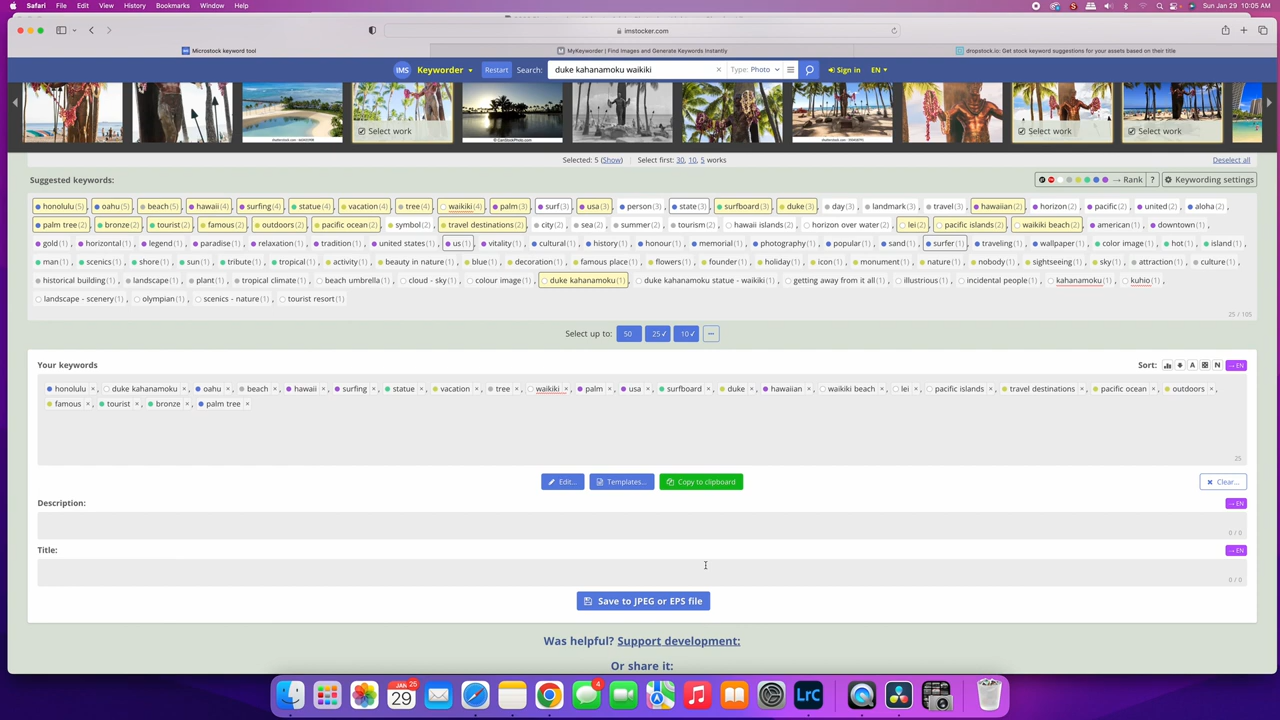 Safari File Edit View History Bookmarks Window Help Sun Jan 29 10:05 AM
imstocker.com
Microstock keyword tool MyKeyworder | Find Images and Generate Keywords Instantly dropstock.io: Get stock keyword suggestions for your assets based on their title
IMS Keyworder Restart Search: duke kahanamoku waikiki Type: Photo Sign in EN
Select work Select work Select work
Selected: 5 (Show) Select first: 30, 10, 5 works Deselect all
Suggested keywords: → Rank ? Keywording settings
honolulu(5), oahu(5), beach(5), hawaii(4), surfing(4), statue(4), vacation(4), tree(4), waikiki(4), palm(3), surf(3), usa(3), person(3), state(3), surfboard(3), duke(3), day(3), landmark(3), travel(3), hawaiian(2), horizon(2), pacific(2), united(2), aloha(2),
palm tree(2), bronze(2), tourist(2), famous(2), outdoors(2), pacific ocean(2), symbol(2), travel destinations(2), city(2), sea(2), summer(2), tourism(2), hawaii islands(2), horizon over water(2), lei(2), pacific islands(2), waikiki beach(2), american(1), downtown(1),
gold(1), horizontal(1), legend(1), paradise(1), relaxation(1), tradition(1), united states(1), us(1), vitality(1), cultural(1), history(1), honour(1), memorial(1), photography(1), popular(1), sand(1), surfer(1), traveling(1), wallpaper(1), color image(1), hot(1), island(1),
man(1), scenics(1), shore(1), sun(1), tribute(1), tropical(1), activity(1), beauty in nature(1), blue(1), decoration(1), famous place(1), flowers(1), founder(1), holiday(1), icon(1), monument(1), nature(1), nobody(1), sightseeing(1), sky(1), attraction(1), culture(1),
historical building(1), landscape(1), plant(1), tropical climate(1), beach umbrella(1), cloud - sky(1), colour image(1), duke kahanamoku(1), duke kahanamoku statue - waikiki(1), getting away from it all(1), illustrious(1), incidental people(1), kahanamoku(1), kuhio(1),
landscape - scenery(1), olympian(1), scenics - nature(1), tourist resort(1)
25 / 105
Select up to: 50 25✓ 10✓ —
Your keywords Sort: A N → EN
honolulu ×, duke kahanamoku ×, oahu ×, beach ×, hawaii ×, surfing ×, statue ×, vacation ×, tree ×, waikiki ×, palm ×, usa ×, surfboard ×, duke ×, hawaiian ×, waikiki beach ×, lei ×, pacific islands ×, travel destinations ×, pacific ocean ×, outdoors ×,
famous ×, tourist ×, bronze ×, palm tree ×
25
Edit... Templates... Copy to clipboard × Clear...
Description: → EN
0 / 0
Title: → EN
0 / 0
Save to JPEG or EPS file
Was helpful? Support development:
Or share it:
JAN 25 29 4 LrC